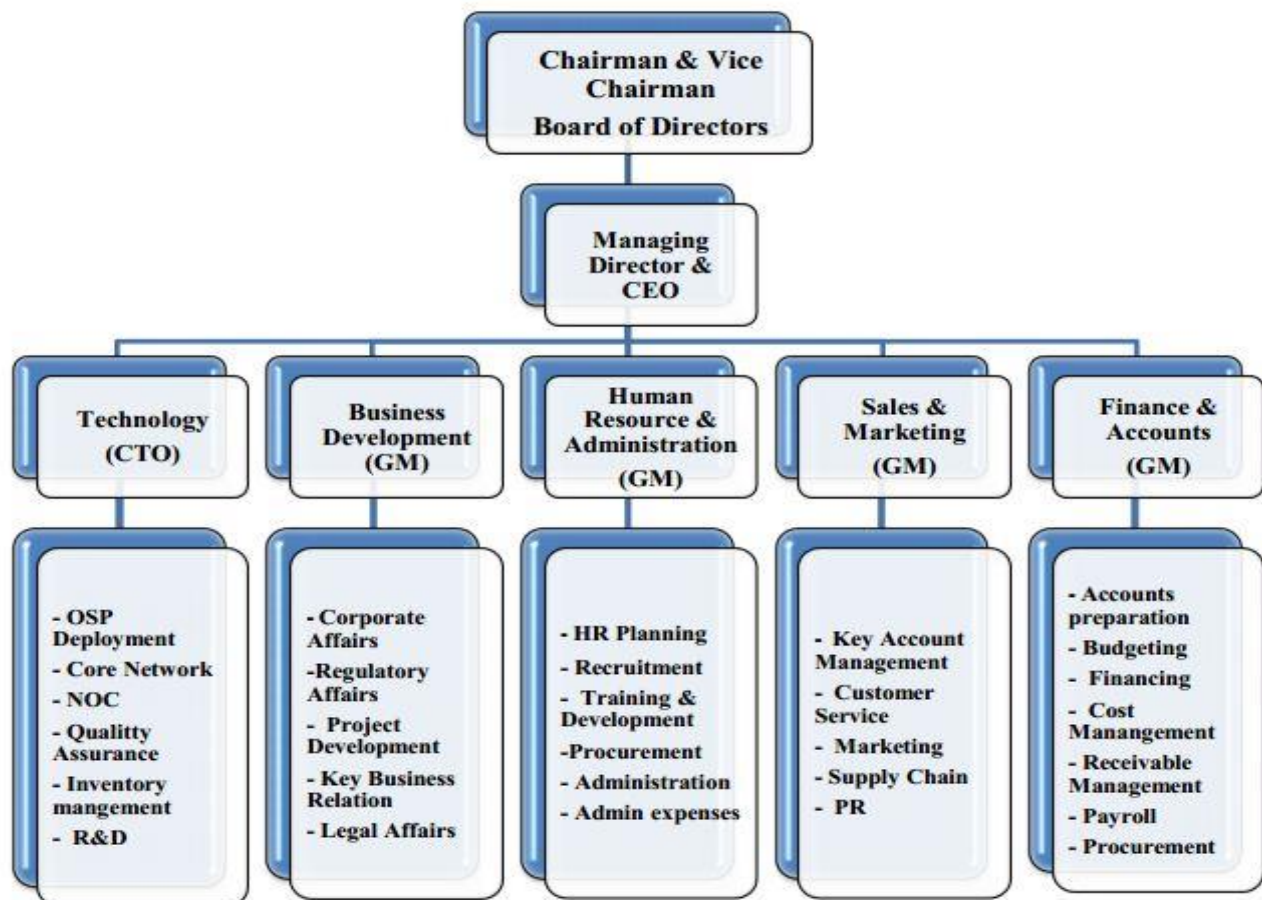 Chairman & Vice
Chairman
Board of Directors
Managing
Director &
CEO
Technology
(CTO)
Business
Development
(GM)
Human
Resource &
Administration
(GM)
Sales &
Marketing
(GM)
Finance &
Accounts
(GM)
- OSP
Deployment
- Core Network
- NOC
- Qualitty
Assurance
- Inventory
mangement
- R&D
- Corporate
Affairs
-Regulatory
Affairs
- Project
Development
- Key Business
Relation
- Legal Affairs
- HR Planning
- Recruitment
- Training &
Development
-Procurement
- Administration
- Admin expenses
- Key Account
Management
- Customer
Service
- Marketing
- Supply Chain
- PR
- Accounts
preparation
- Budgeting
- Financing
- Cost
Manangement
- Receivable
Management
- Payroll
- Procurement